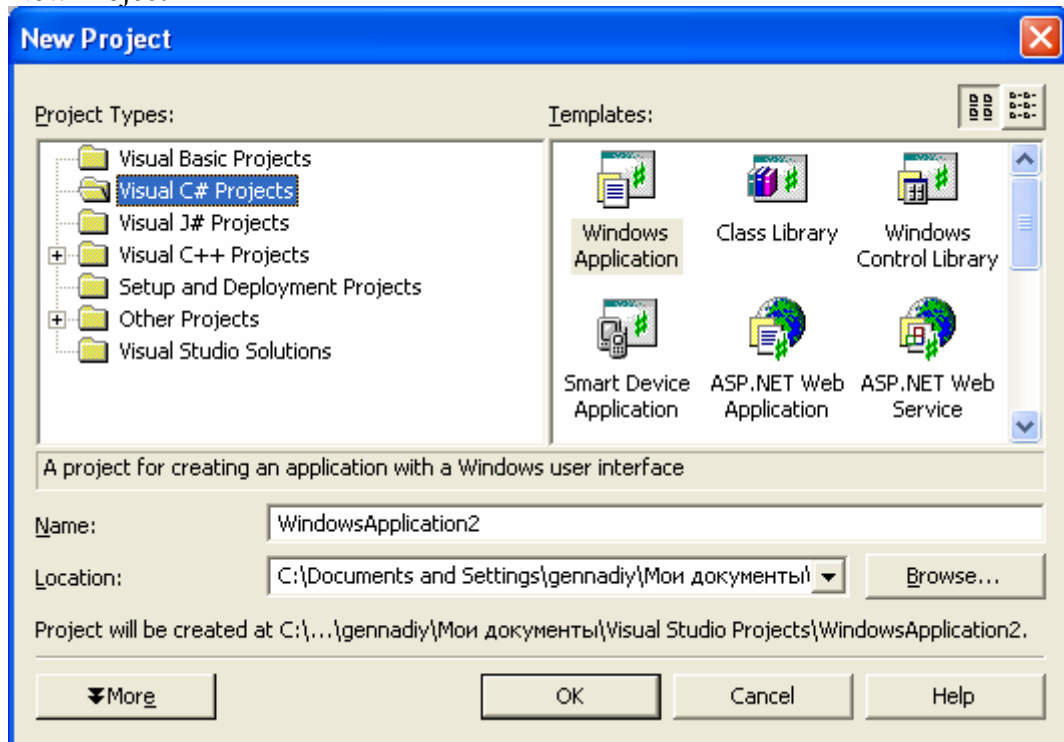 New Project
Project Types:
Templates:
Visual Basic Projects
Visual C# Projects
Visual J# Projects
Visual C++ Projects
Setup and Deployment Projects
Other Projects
Visual Studio Solutions
Windows
Application
Class Library
Windows
Control Library
Smart Device
Application
ASP.NET Web
Application
ASP.NET Web
Service
A project for creating an application with a Windows user interface
Name:
WindowsApplication2
Location:
C:\Documents and Settings\gennadiy\Мои документы\
Browse...
Project will be created at C:\...\gennadiy\Мои документы\Visual Studio Projects\WindowsApplication2.
More
OK
Cancel
Help